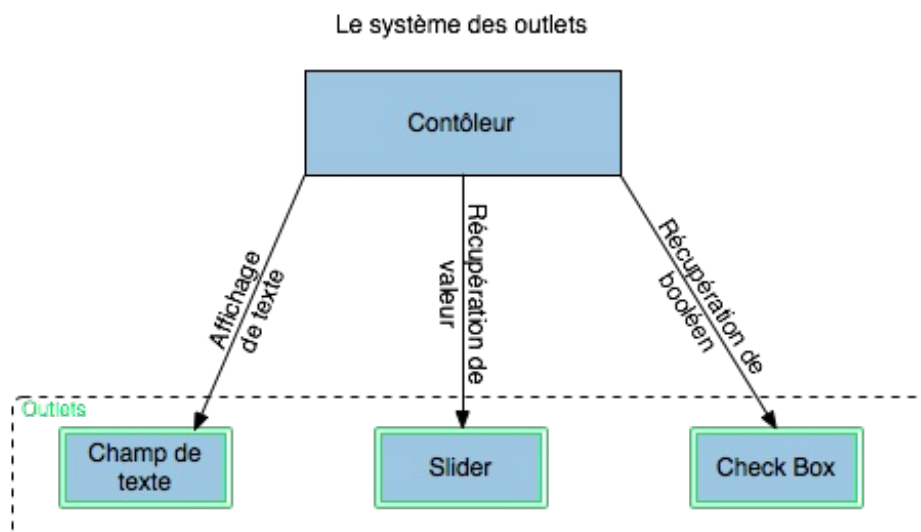 Le système des outlets
Contôleur
Affichage
de texte
Récupération de
valeur
Récupération de
booléen
Outlets
Champ de
texte
Slider
Check Box